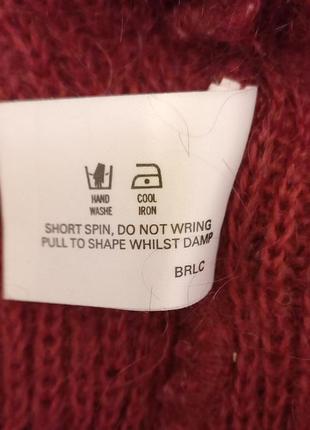 HAND COOL
WASHE IRON
SHORT SPIN, DO NOT WRING
PULL TO SHAPE WHILST DAMP
BRLC